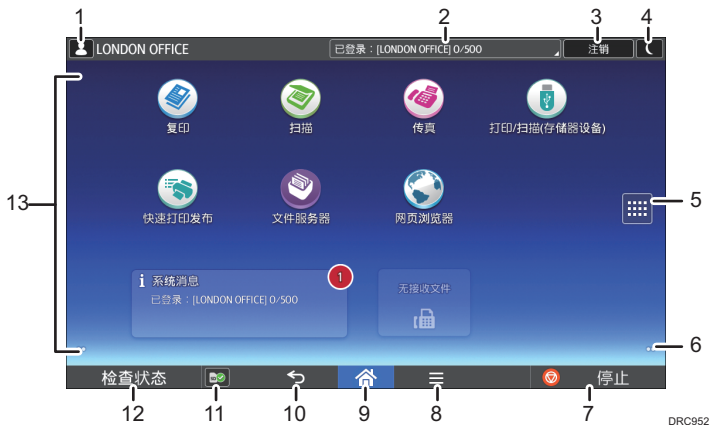 1
2
3
4
LONDON OFFICE
已登录：[LONDON OFFICE] 0/500
注销
复印
扫描
传真
打印/扫描(存储器设备)
13
5
快速打印发布
文件服务器
网页浏览器
i 系统消息
1
已登录：[LONDON OFFICE] 0/500
无接收文件
6
检查状态
停止
12
11
10
9
8
7
DRC952